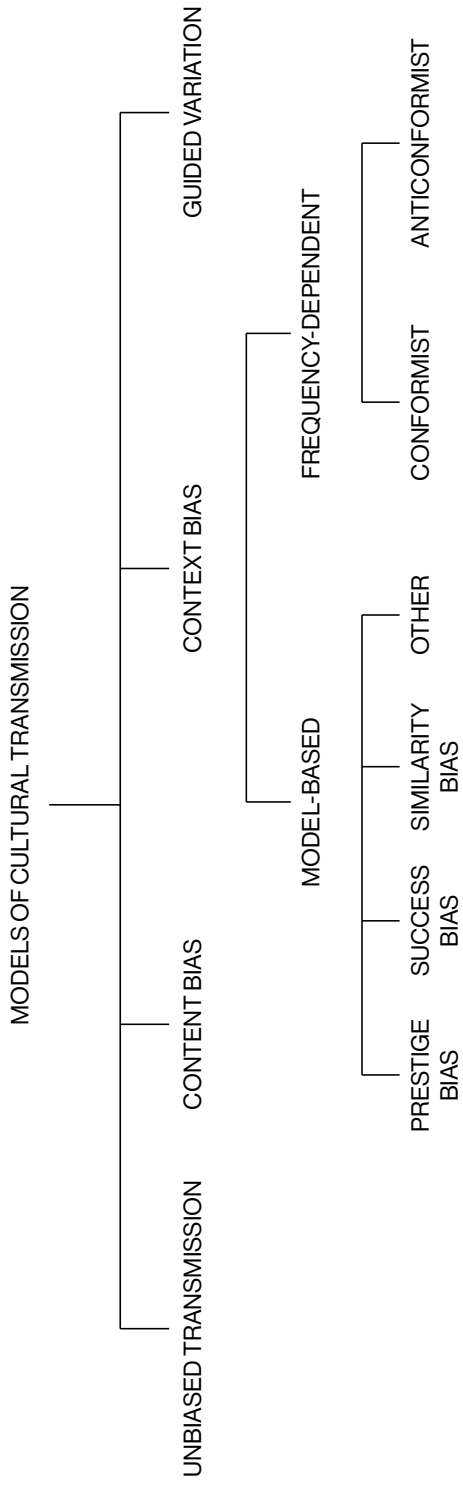 MODELS OF CULTURAL TRANSMISSION
UNBIASED TRANSMISSION
CONTENT BIAS
CONTEXT BIAS
GUIDED VARIATION
MODEL-BASED
FREQUENCY-DEPENDENT
PRESTIGE
BIAS
SUCCESS
BIAS
SIMILARITY
BIAS
OTHER
CONFORMIST
ANTICONFORMIST